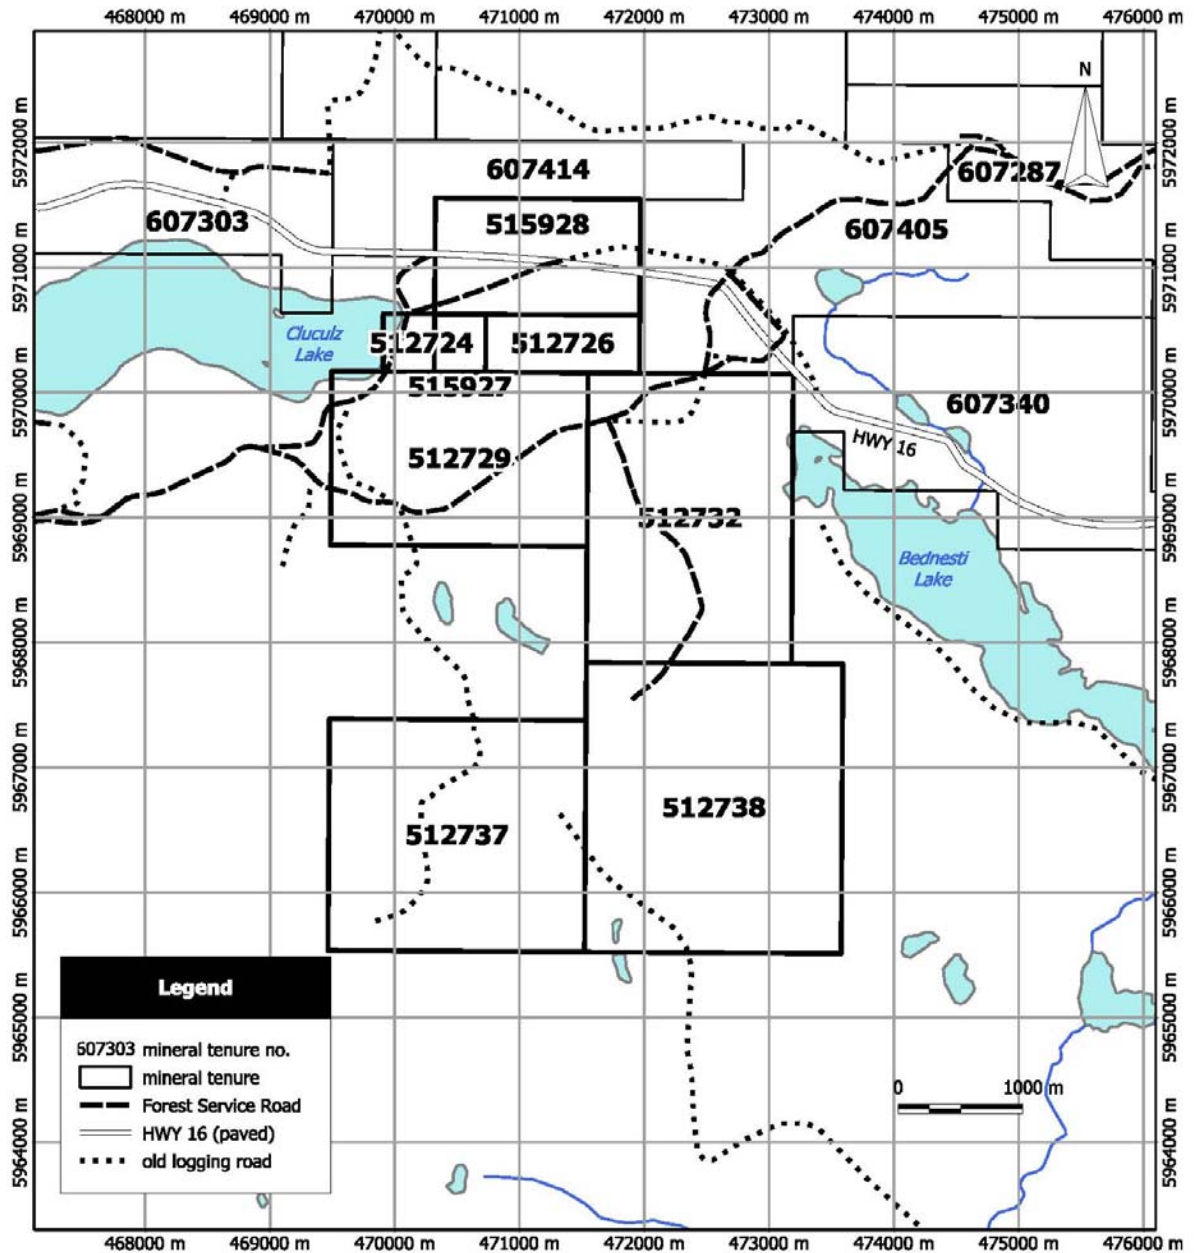 468000 m 469000 m 470000 m 471000 m 472000 m 473000 m 474000 m 475000 m 476000 m
N
5972000 m
5972000 m
607414
607287
607303
515928
607405
5971000 m
5971000 m
Cluculz
Lake
512724
512726
515927
5970000 m
5970000 m
607340
HWY 16
512729
512732
5969000 m
5969000 m
Bednesti
Lake
5968000 m
5968000 m
5967000 m
5967000 m
512738
512737
5966000 m
5966000 m
Legend
5965000 m
5965000 m
607303 mineral tenure no.
mineral tenure
Forest Service Road
HWY 16 (paved)
old logging road
0 1000 m
5964000 m
5964000 m
468000 m 469000 m 470000 m 471000 m 472000 m 473000 m 474000 m 475000 m 476000 m